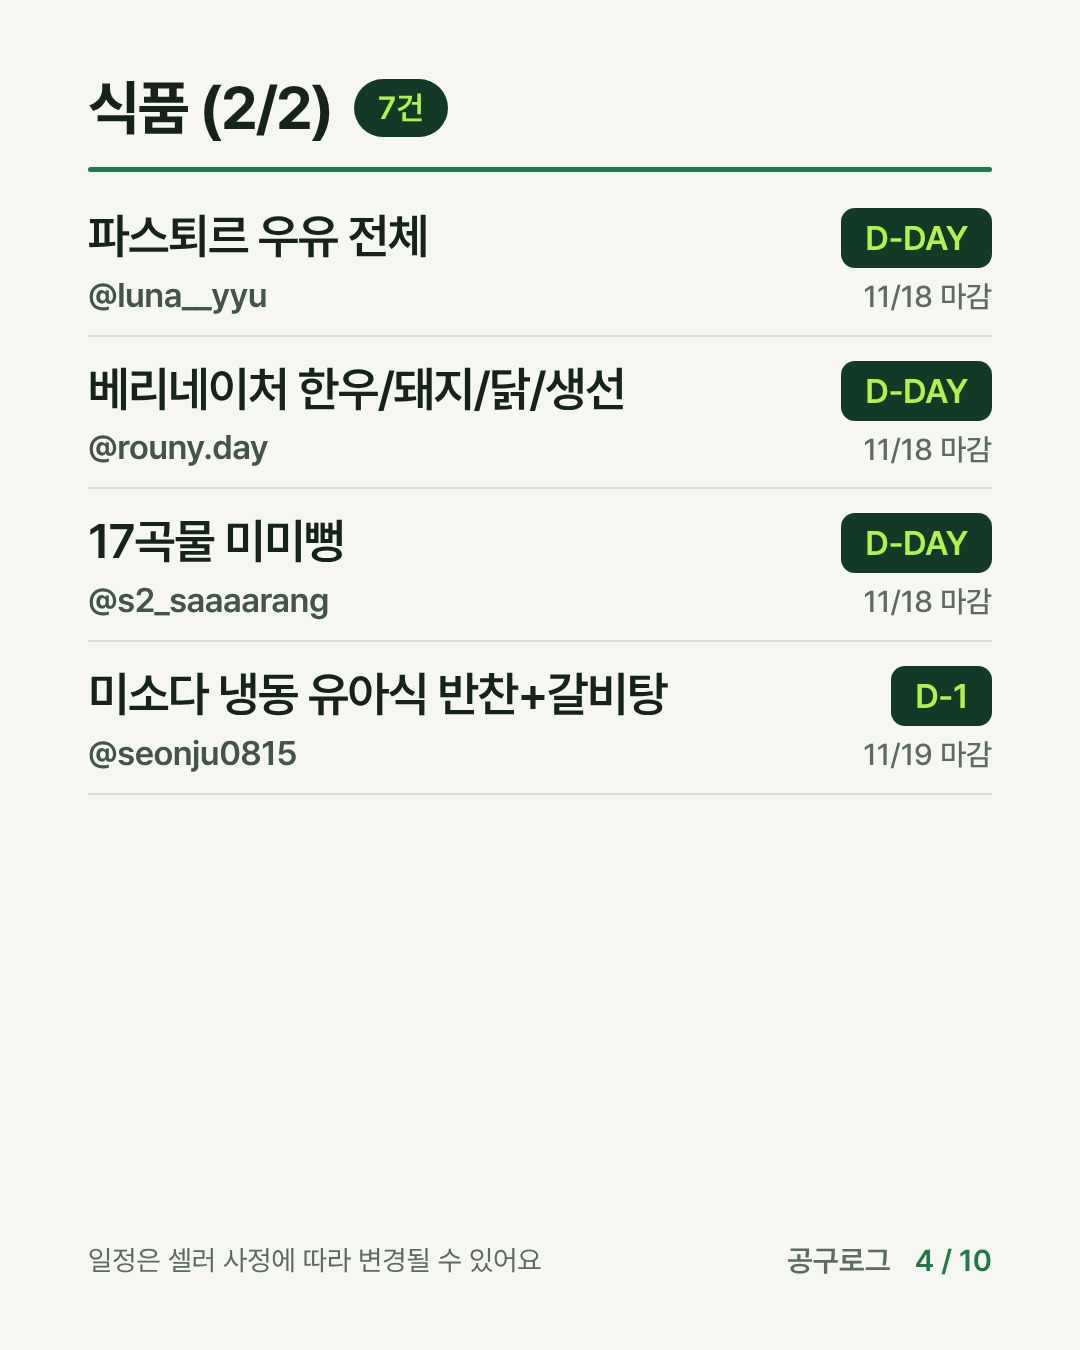 식품 (2/2) 7건
파스퇴르 우유 전체 D-DAY
@luna__yyu 11/18 마감
베리네이처 한우/돼지/닭/생선 D-DAY
@rouny.day 11/18 마감
17곡물 미미뻥 D-DAY
@s2_saaaarang 11/18 마감
미소다 냉동 유아식 반찬+갈비탕 D-1
@seonju0815 11/19 마감
일정은 셀러 사정에 따라 변경될 수 있어요 공구로그 4 / 10